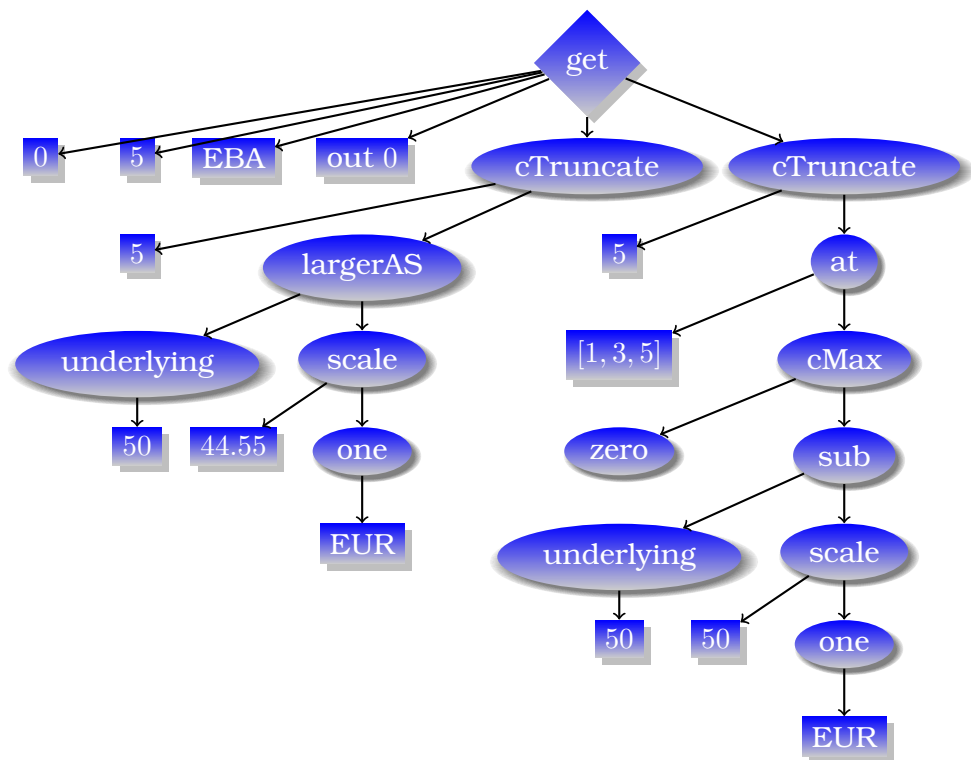 get
0 5 EBA out 0 cTruncate cTruncate
5 largerAS 5 at
underlying scale [1, 3, 5] cMax
50 44.55 one zero sub
EUR underlying scale
50 50 one
EUR